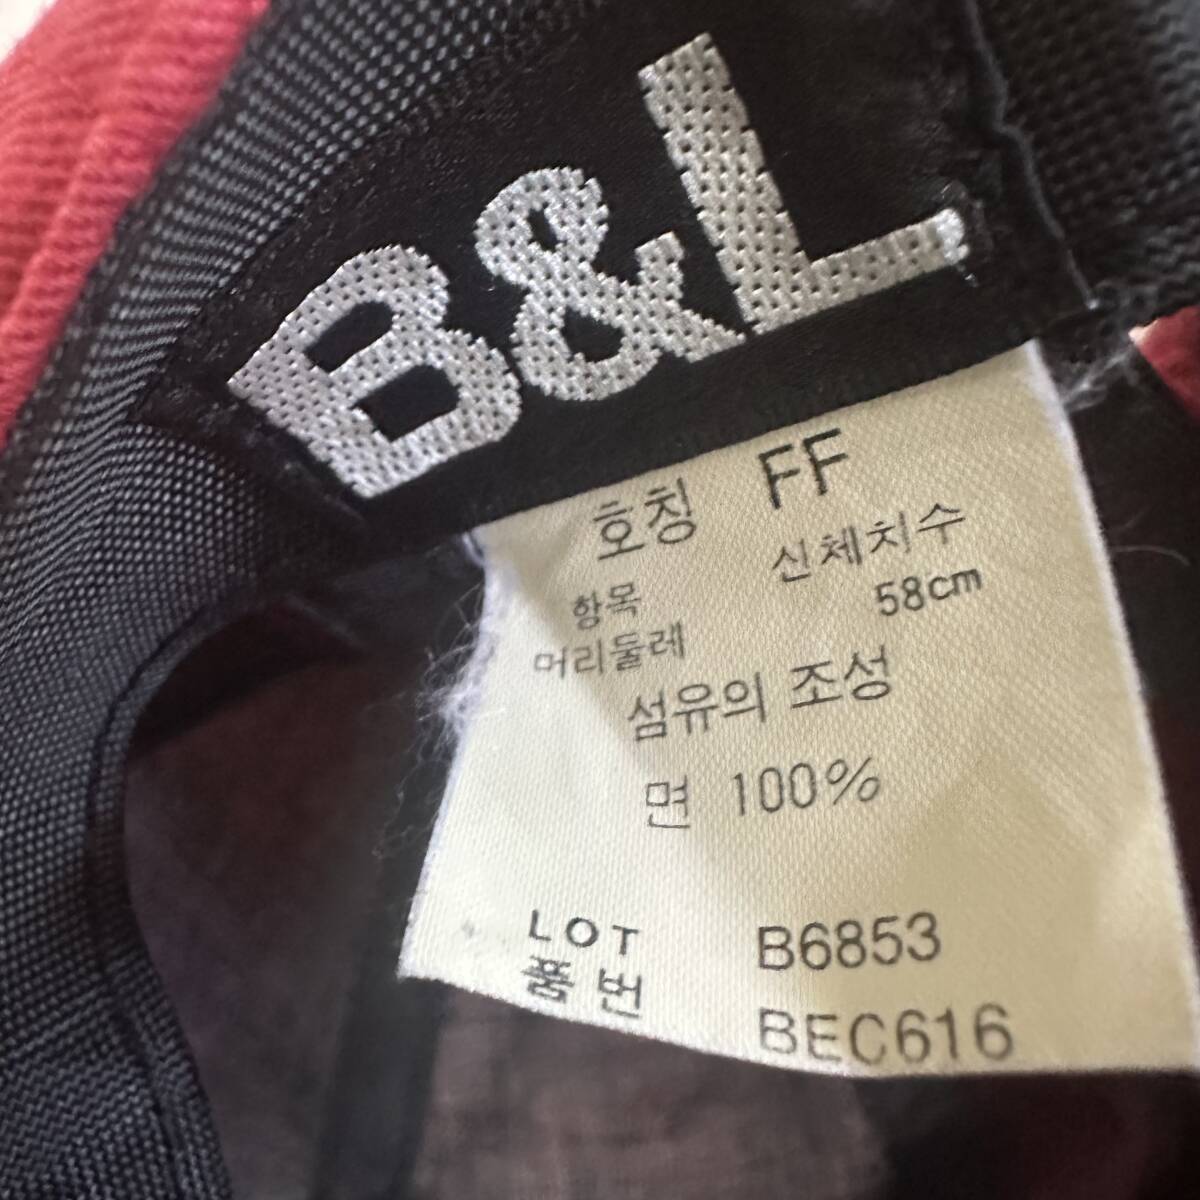 B&L
호칭 FF
항목 신체치수
머리둘레 58cm
섬유의 조성
면 100%
LOT B6853
품번 BEC616